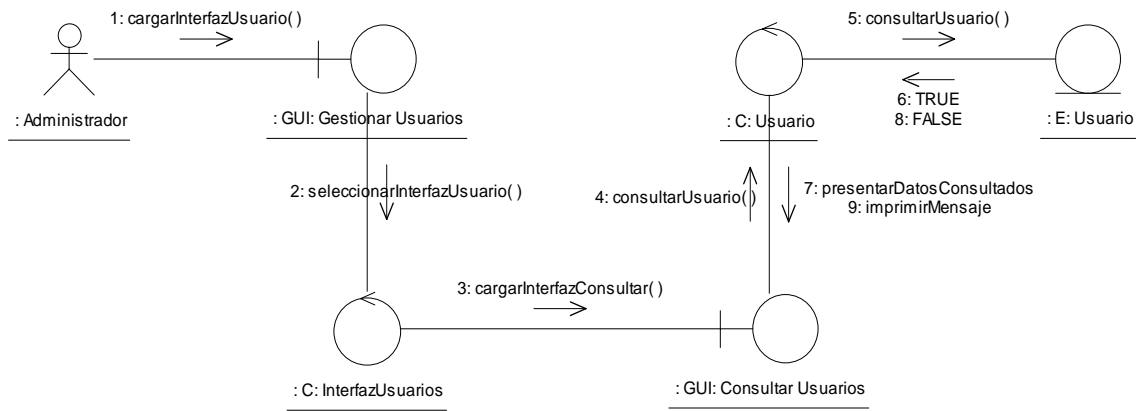 1: cargarInterfazUsuario( )
5: consultarUsuario( )
6: TRUE
8: FALSE
: Administrador
: GUI: Gestionar Usuarios
: C: Usuario
: E: Usuario
2: seleccionarInterfazUsuario( )
4: consultarUsuario( )
7: presentarDatosConsultados
9: imprimirMensaje
3: cargarInterfazConsultar( )
: C: InterfazUsuarios
: GUI: Consultar Usuarios